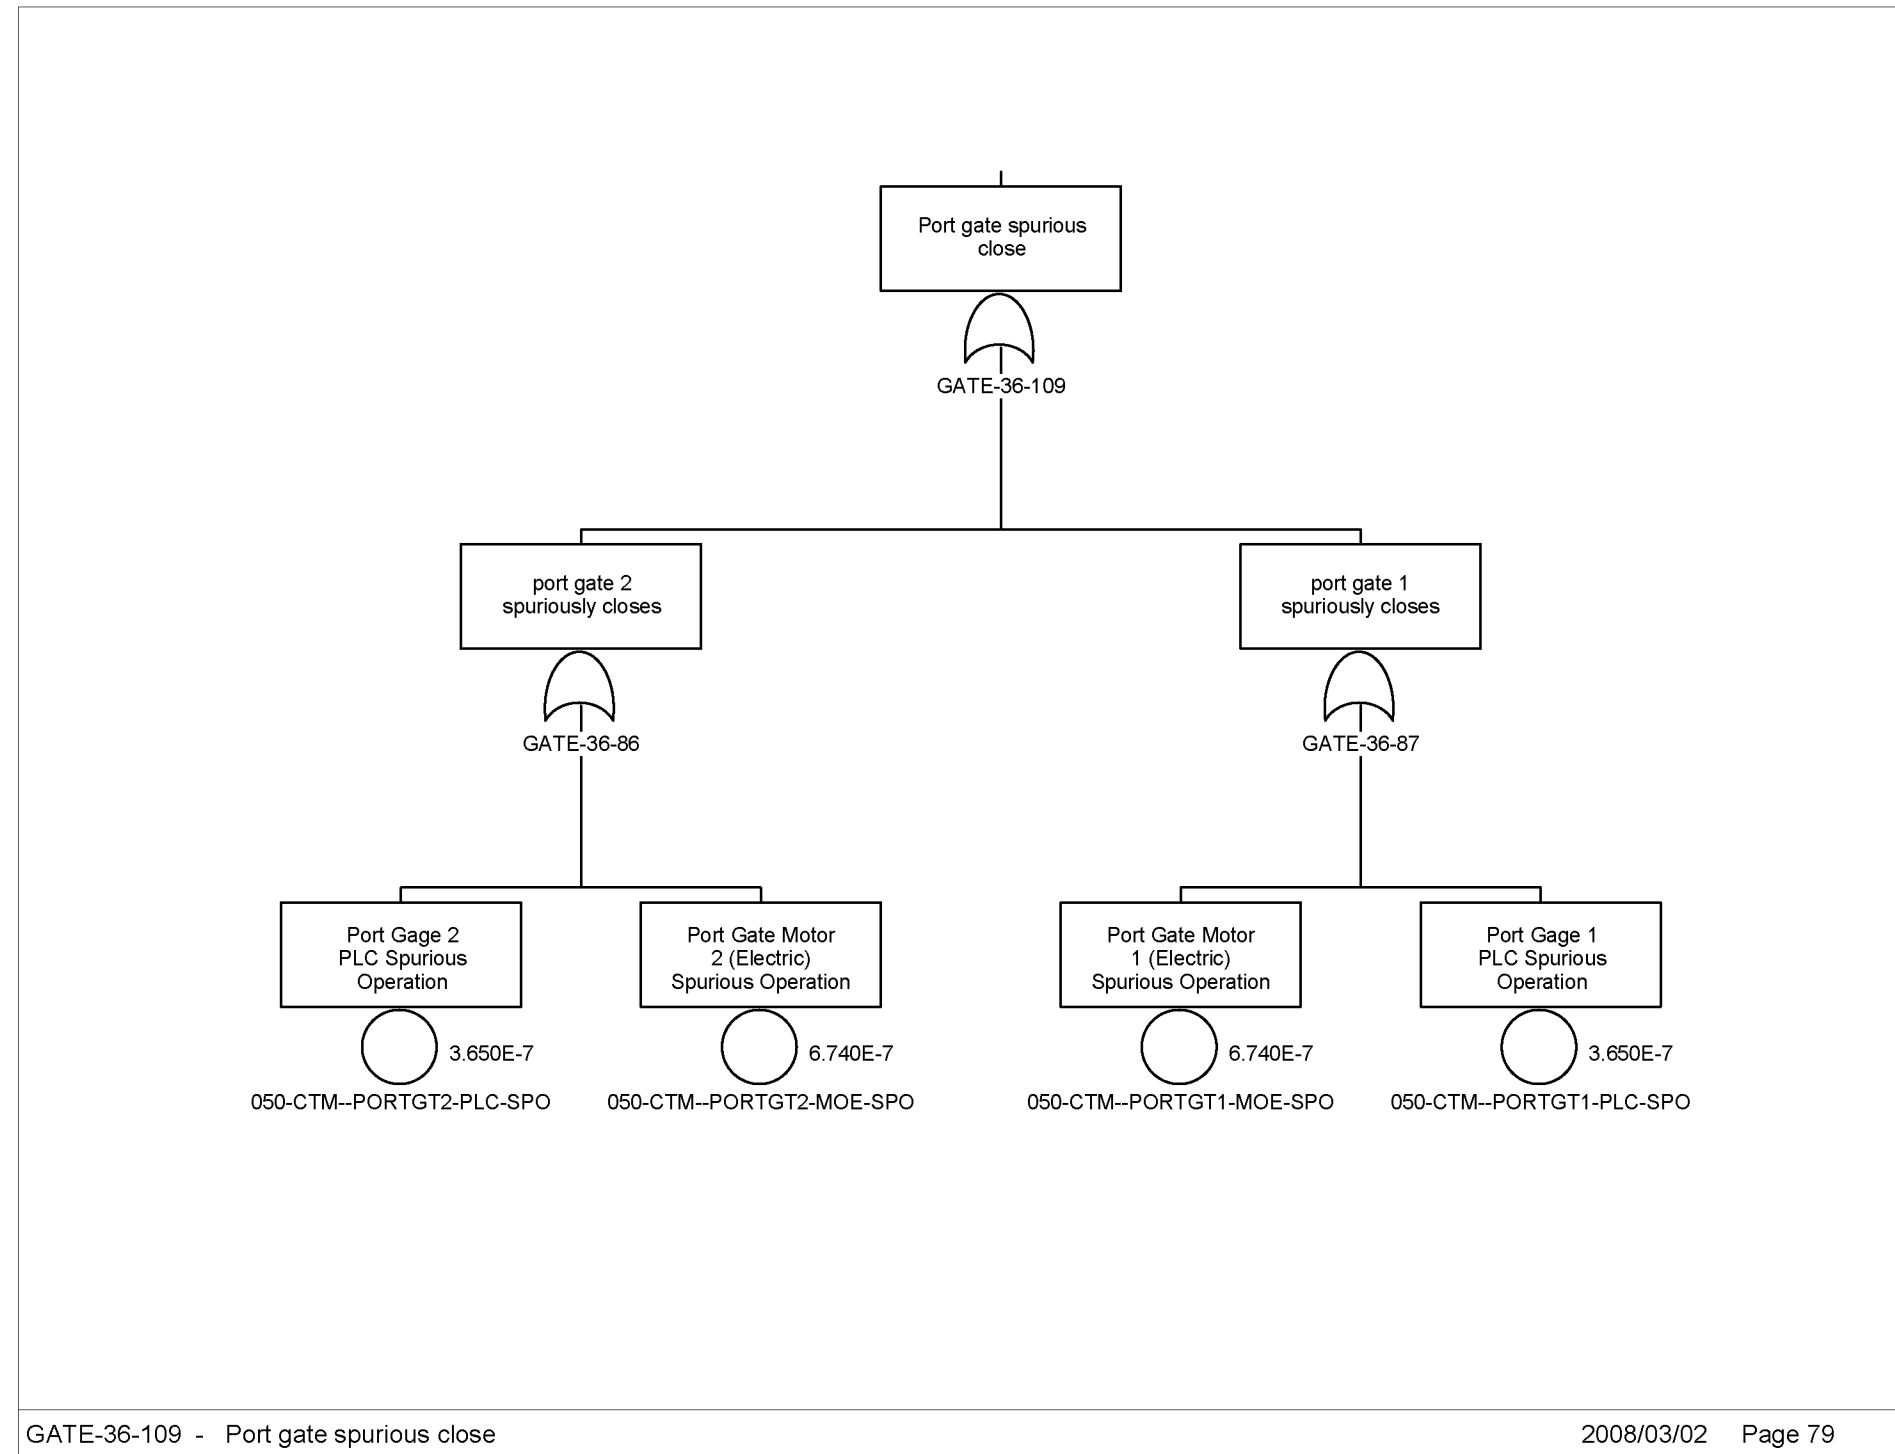 Port gate spurious
close
GATE-36-109
port gate 2
spuriously closes
port gate 1
spuriously closes
GATE-36-86
GATE-36-87
Port Gage 2
PLC Spurious
Operation
Port Gate Motor
2 (Electric)
Spurious Operation
Port Gate Motor
1 (Electric)
Spurious Operation
Port Gage 1
PLC Spurious
Operation
3.650E-7
6.740E-7
6.740E-7
3.650E-7
050-CTM--PORTGT2-PLC-SPO
050-CTM--PORTGT2-MOE-SPO
050-CTM--PORTGT1-MOE-SPO
050-CTM--PORTGT1-PLC-SPO
GATE-36-109 - Port gate spurious close
2008/03/02 Page 79